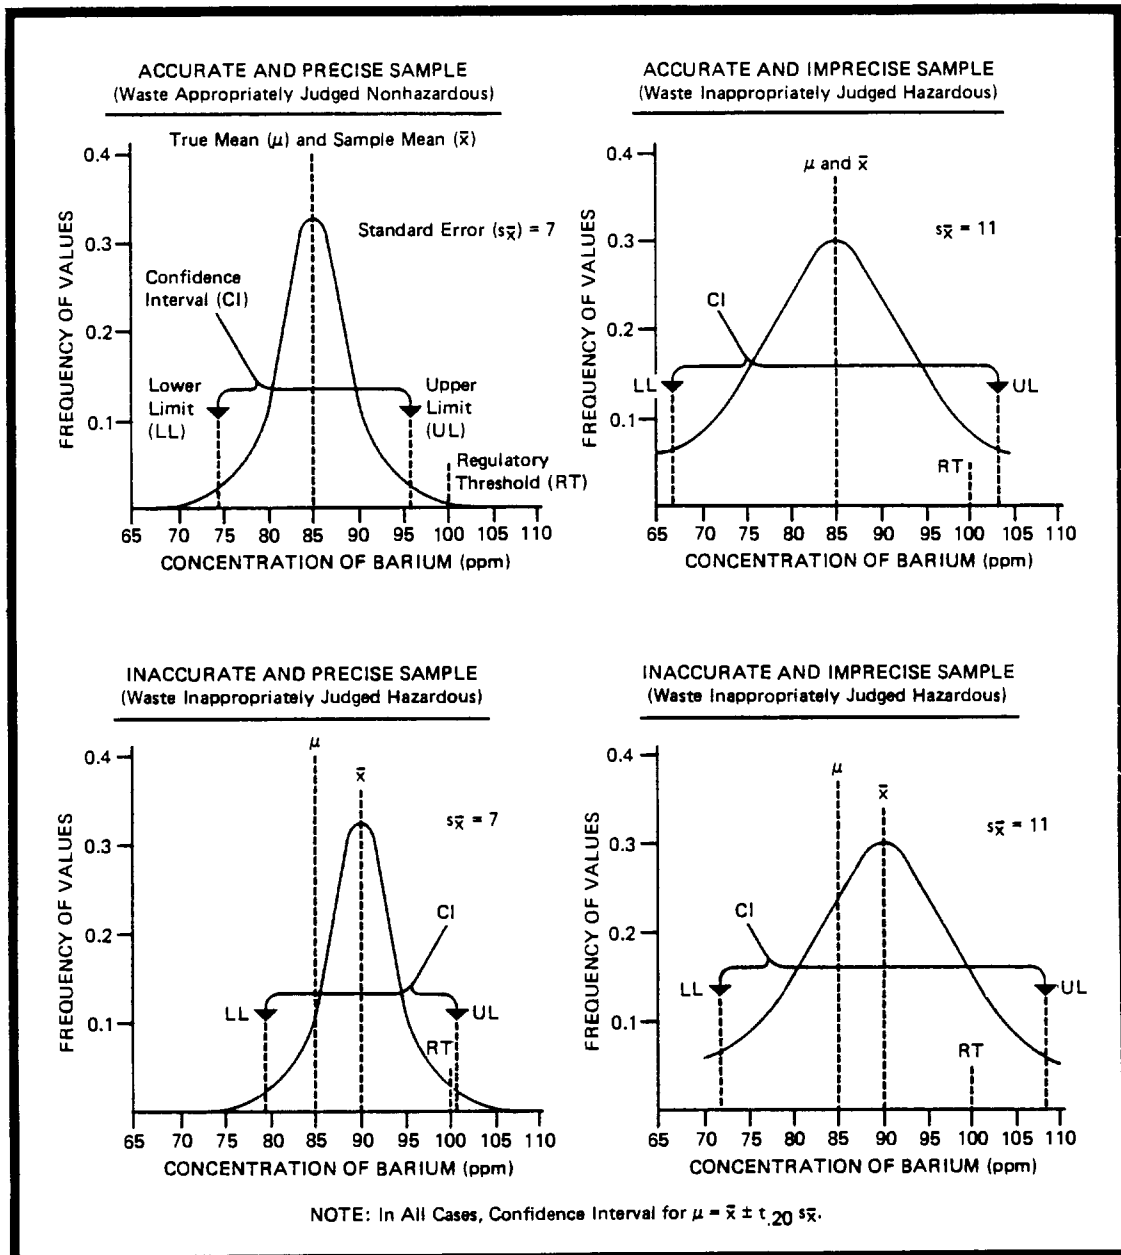 ACCURATE AND PRECISE SAMPLE
(Waste Appropriately Judged Nonhazardous)
True Mean (μ) and Sample Mean (x̄)
0.4
0.3
0.2
0.1
FREQUENCY OF VALUES
Standard Error (sx̄) = 7
Confidence
Interval (CI)
Lower
Limit
(LL)
Upper
Limit
(UL)
Regulatory
Threshold (RT)
65 70 75 80 85 90 95 100 105 110
CONCENTRATION OF BARIUM (ppm)
ACCURATE AND IMPRECISE SAMPLE
(Waste Inappropriately Judged Hazardous)
μ and x̄
0.4
0.3
0.2
0.1
FREQUENCY OF VALUES
sx̄ = 11
CI
LL
UL
RT
65 70 75 80 85 90 95 100 105 110
CONCENTRATION OF BARIUM (ppm)
INACCURATE AND PRECISE SAMPLE
(Waste Inappropriately Judged Hazardous)
μ
x̄
0.4
0.3
0.2
0.1
FREQUENCY OF VALUES
sx̄ = 7
CI
LL
UL
RT
65 70 75 80 85 90 95 100 105 110
CONCENTRATION OF BARIUM (ppm)
INACCURATE AND IMPRECISE SAMPLE
(Waste Inappropriately Judged Hazardous)
μ
x̄
0.4
0.3
0.2
0.1
FREQUENCY OF VALUES
sx̄ = 11
CI
LL
UL
RT
65 70 75 80 85 90 95 100 105 110
CONCENTRATION OF BARIUM (ppm)
NOTE: In All Cases, Confidence Interval for μ = x̄ ± t.20 sx̄.